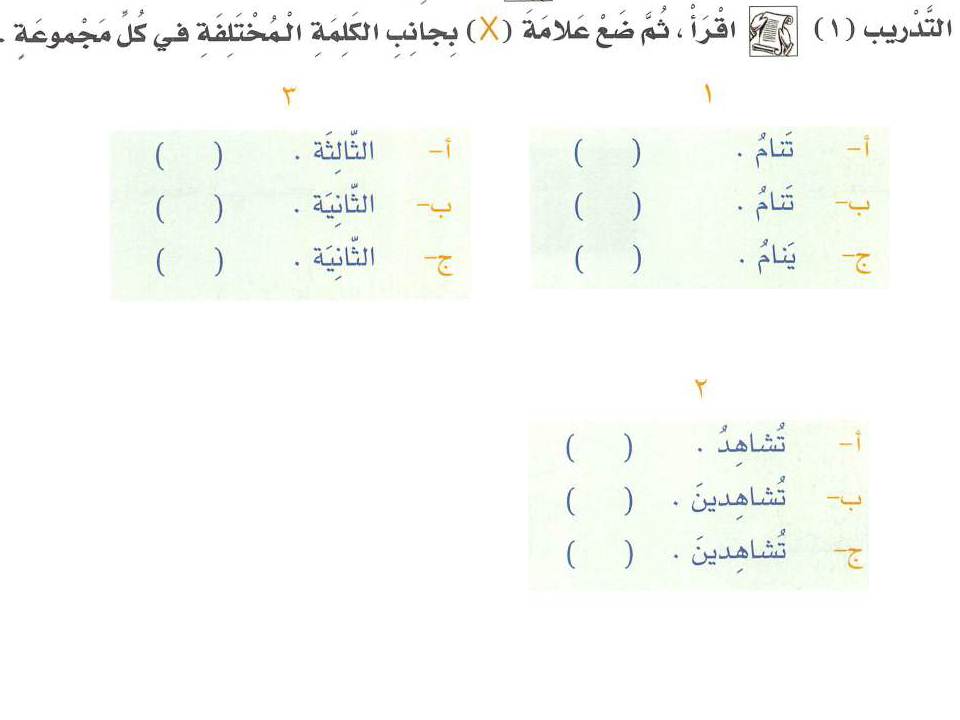 التَّدْريب (١) اقْرَأْ ، ثُمَّ ضَعْ عَلامَة (X) بِجانِبِ الكَلِمَةِ الْمُخْتَلِفَةِ في كُلِّ مَجْموعَةٍ .
١
أ- تَنامُ . ( )
ب- تَنامُ . ( )
ج- يَنامُ . ( )
٢
أ- تُشاهِدُ . ( )
ب- تُشاهِدينَ . ( )
ج- تُشاهِدينَ . ( )
٣
أ- الثّالِثَة . ( )
ب- الثّانِيَة . ( )
ج- الثّانِيَة . ( )